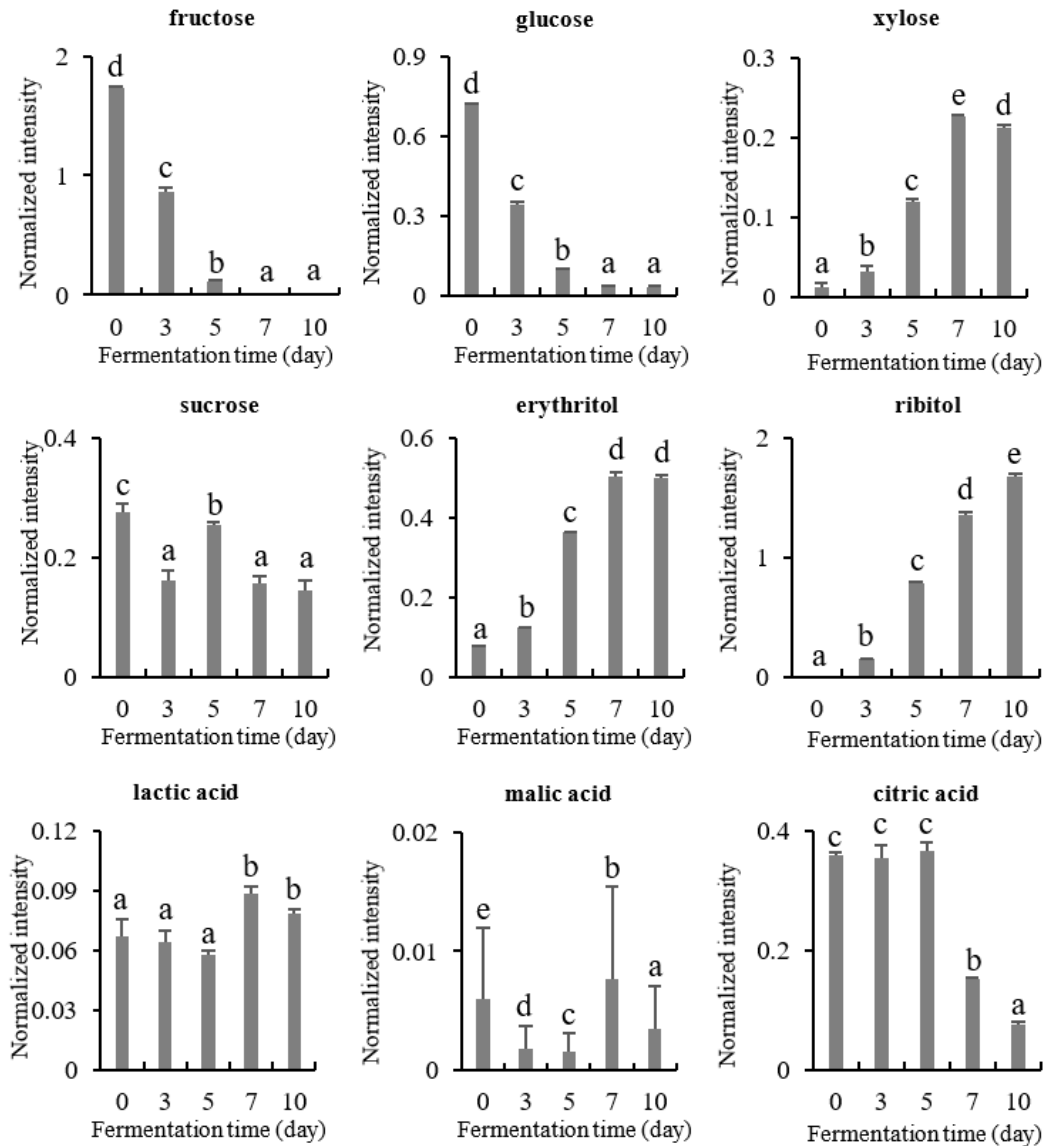 fructose
2
1
0
Normalized intensity
d
c
b
a
a
0 3 5 7 10
Fermentation time (day)
glucose
0.9
0.6
0.3
0
Normalized intensity
d
c
b
a
a
0 3 5 7 10
Fermentation time (day)
xylose
0.3
0.2
0.1
0
Normalized intensity
a
b
c
e
d
0 3 5 7 10
Fermentation time (day)
sucrose
0.4
0.2
0
Normalized intensity
c
a
b
a
a
0 3 5 7 10
Fermentation time (day)
erythritol
0.6
0.4
0.2
0
Normalized intensity
a
b
c
d
d
0 3 5 7 10
Fermentation time (day)
ribitol
2
1
0
Normalized intensity
a
b
c
d
e
0 3 5 7 10
Fermentation time (day)
lactic acid
0.12
0.09
0.06
0.03
0
Normalized intensity
a
a
a
b
b
0 3 5 7 10
Fermentation time (day)
malic acid
0.02
0.01
0
Normalized intensity
e
d
c
b
a
0 3 5 7 10
Fermentation time (day)
citric acid
0.4
0.2
0
Normalized intensity
c
c
c
b
a
0 3 5 7 10
Fermentation time (day)